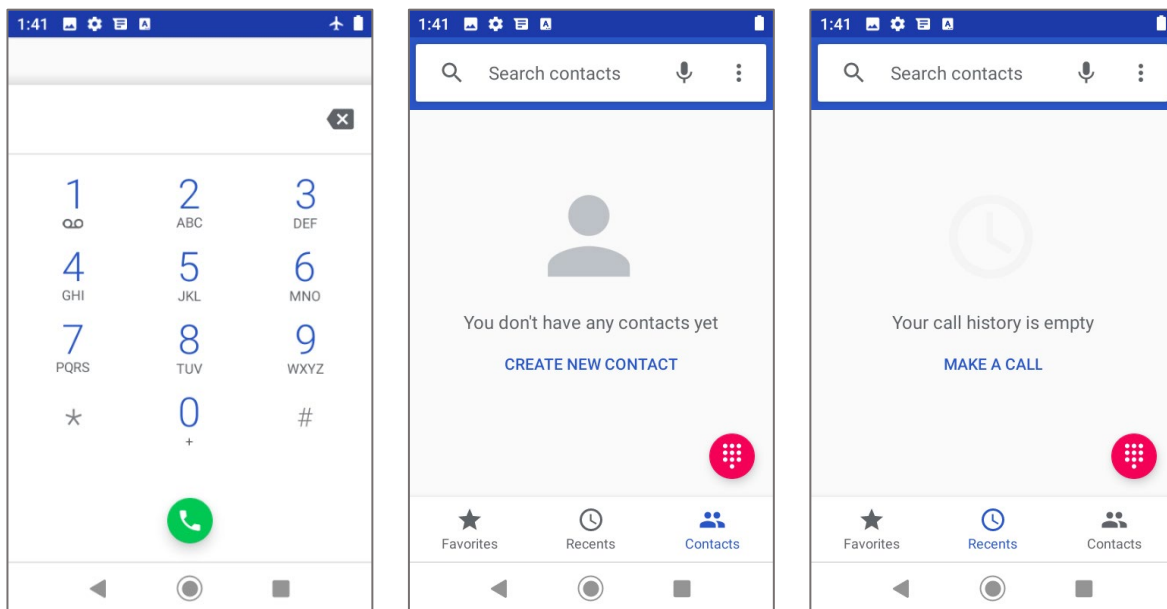 1:41
1 2 3
ABC DEF
4 5 6
GHI JKL MNO
7 8 9
PQRS TUV WXYZ
* 0 #
+
1:41
Search contacts
You don't have any contacts yet
CREATE NEW CONTACT
Favorites Recents Contacts
1:41
Search contacts
Your call history is empty
MAKE A CALL
Favorites Recents Contacts